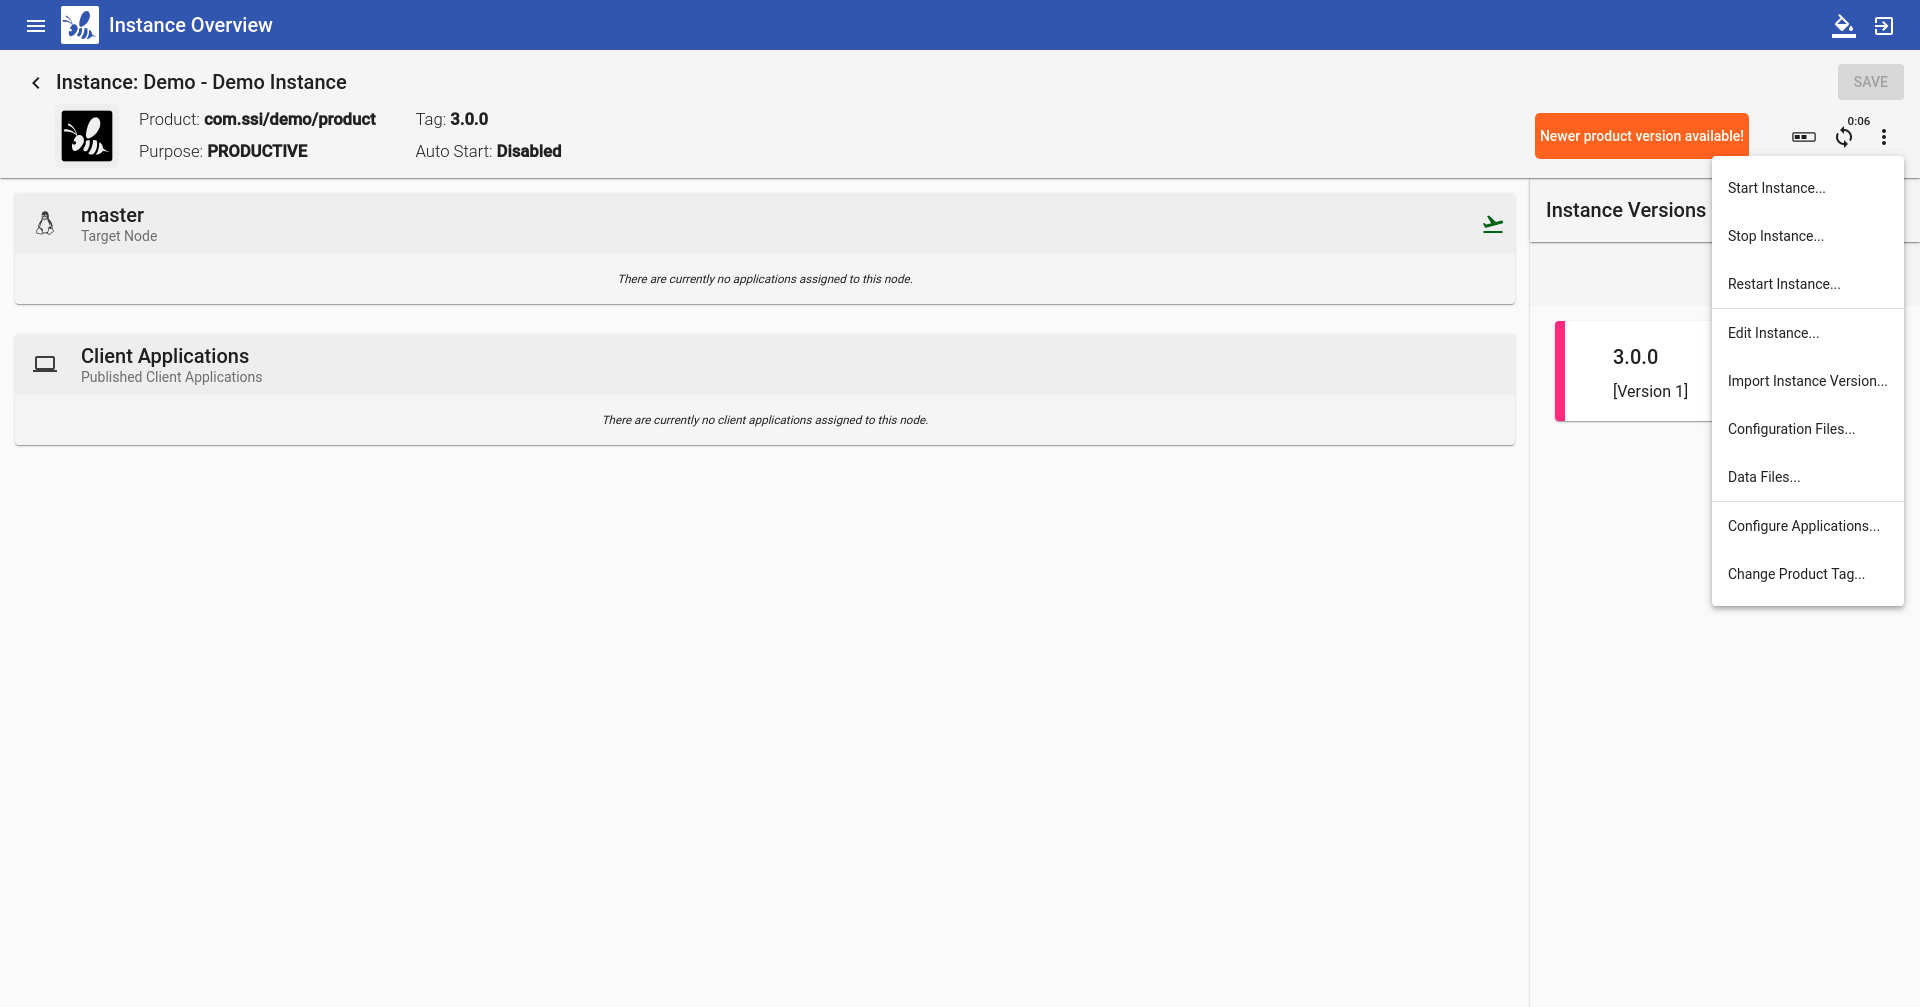 Instance Overview
Instance: Demo - Demo Instance
SAVE
Product: com.ssi/demo/product
Tag: 3.0.0
Purpose: PRODUCTIVE
Auto Start: Disabled
Newer product version available!
0:06
master
Target Node
There are currently no applications assigned to this node.
Client Applications
Published Client Applications
There are currently no client applications assigned to this node.
Instance Versions
3.0.0
[Version 1]
Start Instance...
Stop Instance...
Restart Instance...
Edit Instance...
Import Instance Version...
Configuration Files...
Data Files...
Configure Applications...
Change Product Tag...